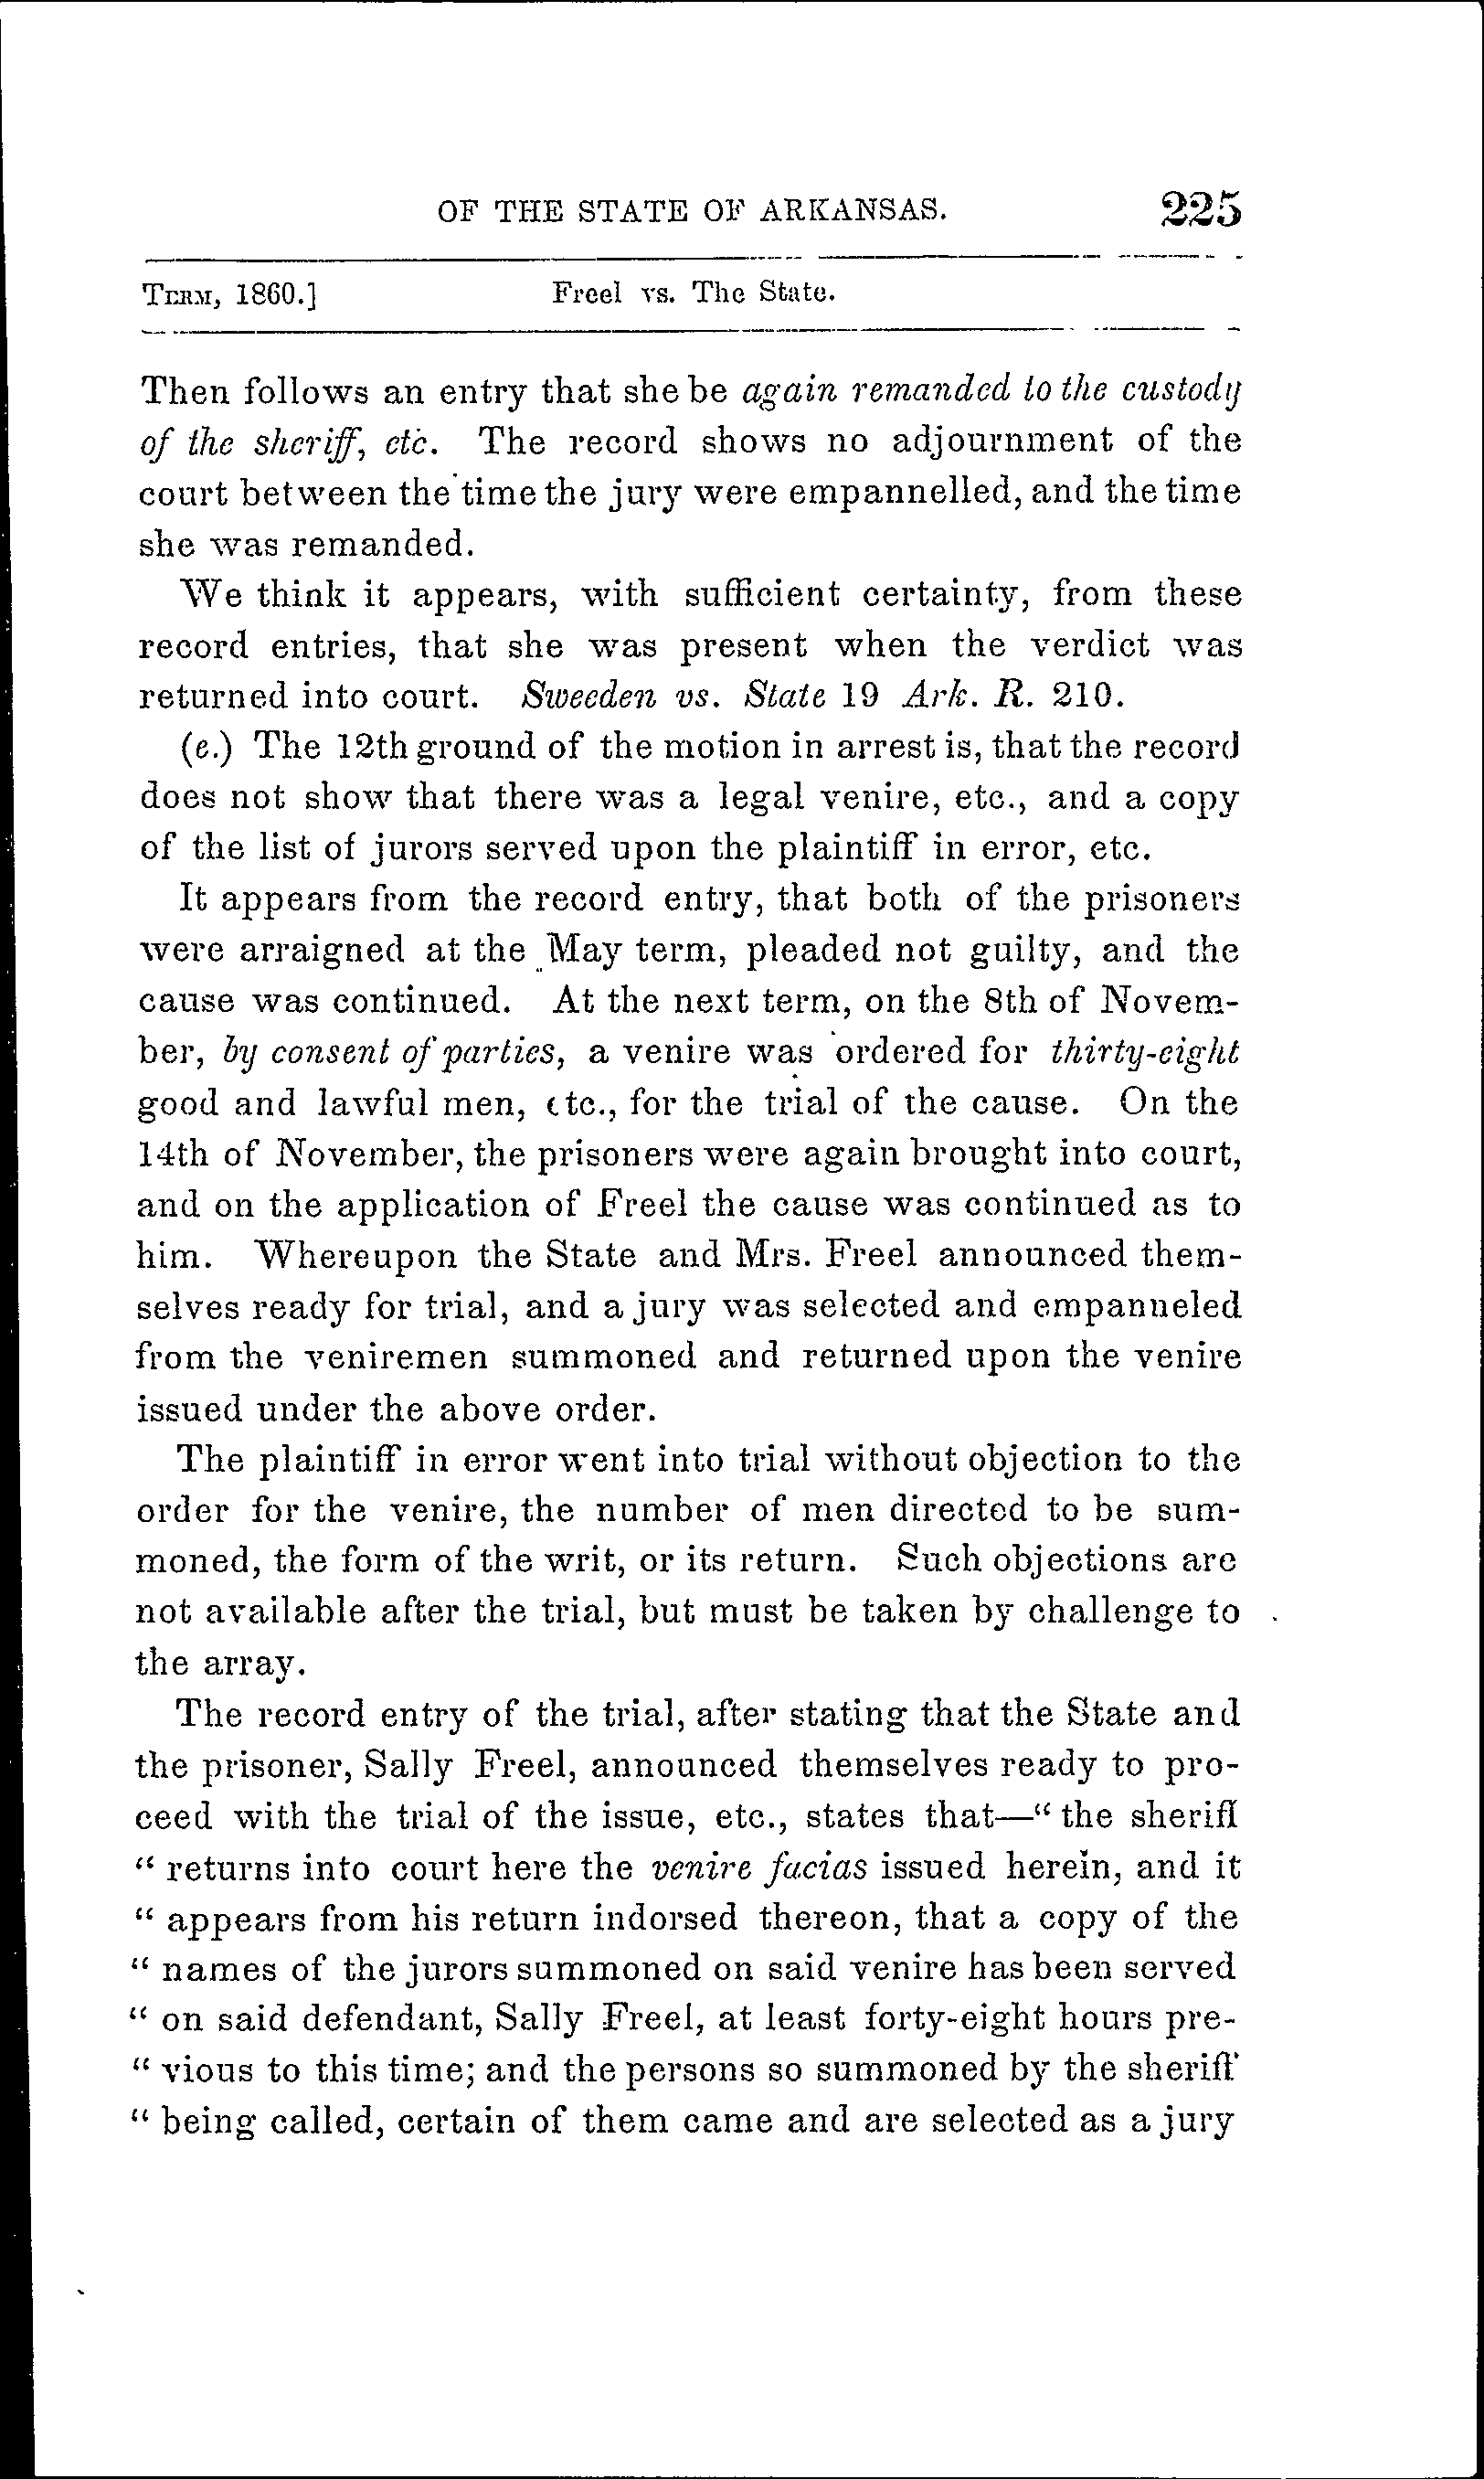 OF THE STATE OF ARKANSAS. 225
TERM, 1860.] Freel vs. The State.
Then follows an entry that she be again remanded to the custody
of the sheriff, etc. The record shows no adjournment of the
court between the time the jury were empannelled, and the time
she was remanded.
We think it appears, with sufficient certainty, from these
record entries, that she was present when the verdict was
returned into court. Sweeden vs. State 19 Ark. R. 210.
(e.) The 12th ground of the motion in arrest is, that the record
does not show that there was a legal venire, etc., and a copy
of the list of jurors served upon the plaintiff in error, etc.
It appears from the record entry, that both of the prisoners
were arraigned at the May term, pleaded not guilty, and the
cause was continued. At the next term, on the 8th of Novem-
ber, by consent of parties, a venire was ordered for thirty-eight
good and lawful men, etc., for the trial of the cause. On the
14th of November, the prisoners were again brought into court,
and on the application of Freel the cause was continued as to
him. Whereupon the State and Mrs. Freel announced them-
selves ready for trial, and a jury was selected and empanneled
from the veniremen summoned and returned upon the venire
issued under the above order.
The plaintiff in error went into trial without objection to the
order for the venire, the number of men directed to be sum-
moned, the form of the writ, or its return. Such objections are
not available after the trial, but must be taken by challenge to
the array.
The record entry of the trial, after stating that the State and
the prisoner, Sally Freel, announced themselves ready to pro-
ceed with the trial of the issue, etc., states that—" the sheriff
" returns into court here the venire facias issued herein, and it
" appears from his return indorsed thereon, that a copy of the
" names of the jurors summoned on said venire has been served
" on said defendant, Sally Freel, at least forty-eight hours pre-
" vious to this time; and the persons so summoned by the sheriff
" being called, certain of them came and are selected as a jury